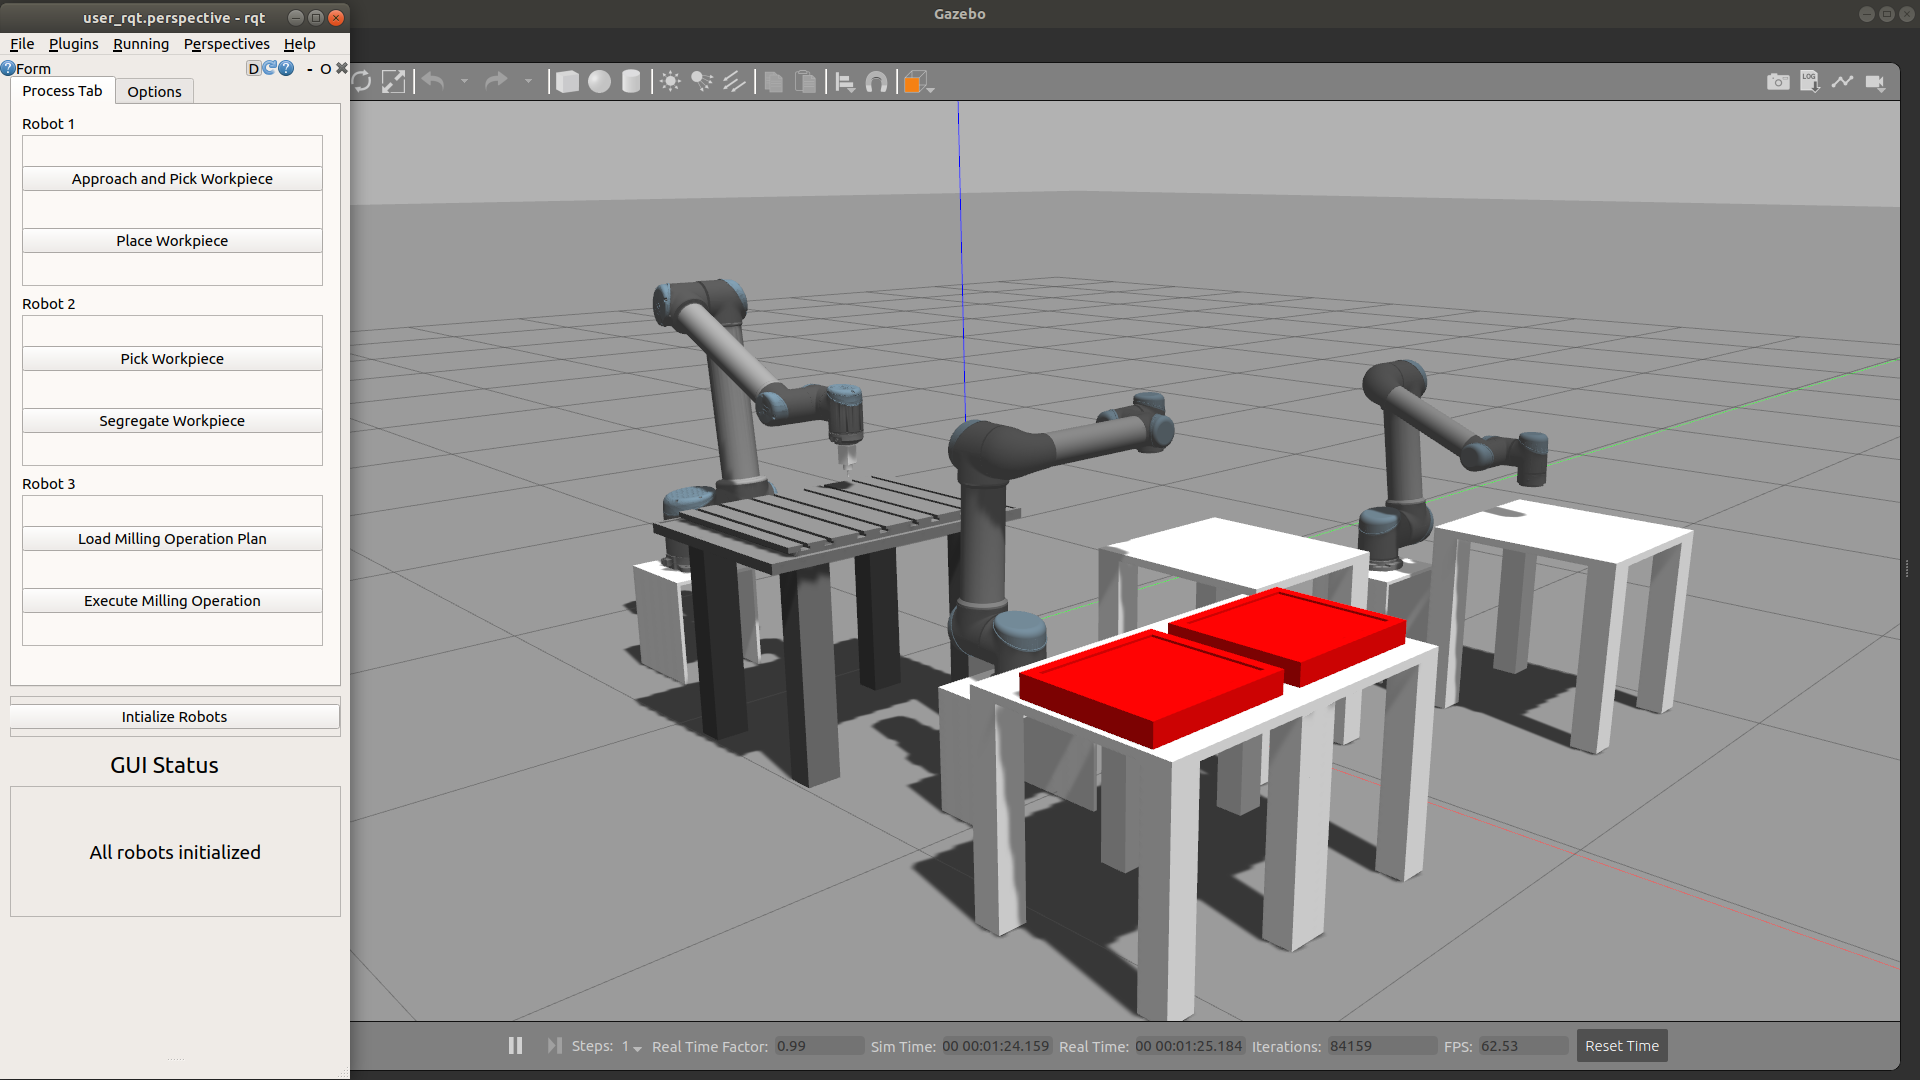 user_rqt.perspective - rqt
Gazebo
File Plugins Running Perspectives Help
Form
D
- O
Process Tab
Options
LOG
Robot 1
Approach and Pick Workpiece
Place Workpiece
Robot 2
Pick Workpiece
Segregate Workpiece
Robot 3
Load Milling Operation Plan
Execute Milling Operation
Intialize Robots
GUI Status
All robots initialized
Steps: 1 Real Time Factor: 0.99 Sim Time: 00 00:01:24.159 Real Time: 00 00:01:25.184 Iterations: 84159 FPS: 62.53 Reset Time